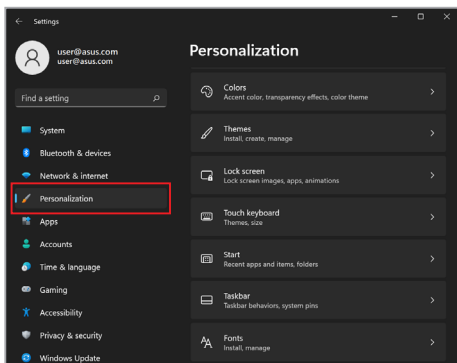 Settings
user@asus.com
user@asus.com
Find a setting
System
Bluetooth & devices
Network & internet
Personalization
Apps
Accounts
Time & language
Gaming
Accessibility
Privacy & security
Windows Update
Personalization
Colors
Accent color, transparency effects, color theme
Themes
Install, create, manage
Lock screen
Lock screen images, apps, animations
Touch keyboard
Themes, size
Start
Recent apps and items, folders
Taskbar
Taskbar behaviors, system pins
Fonts
Install, manage